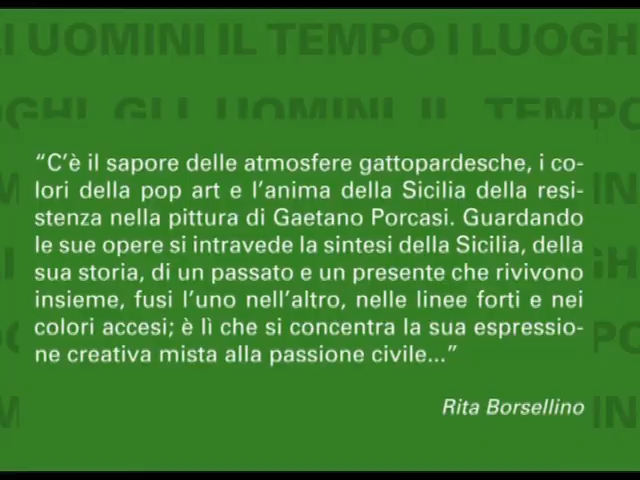 I UOMINI IL TEMPO I LUOGH
OGHI GLI UOMINI IL TEMPO
“C’è il sapore delle atmosfere gattopardesche, i co-
lori della pop art e l’anima della Sicilia della resi-
stenza nella pittura di Gaetano Porcasi. Guardando
le sue opere si intravede la sintesi della Sicilia, della
sua storia, di un passato e un presente che rivivono
insieme, fusi l’uno nell’altro, nelle linee forti e nei
colori accesi; è lì che si concentra la sua espressio-
ne creativa mista alla passione civile...”
Rita Borsellino